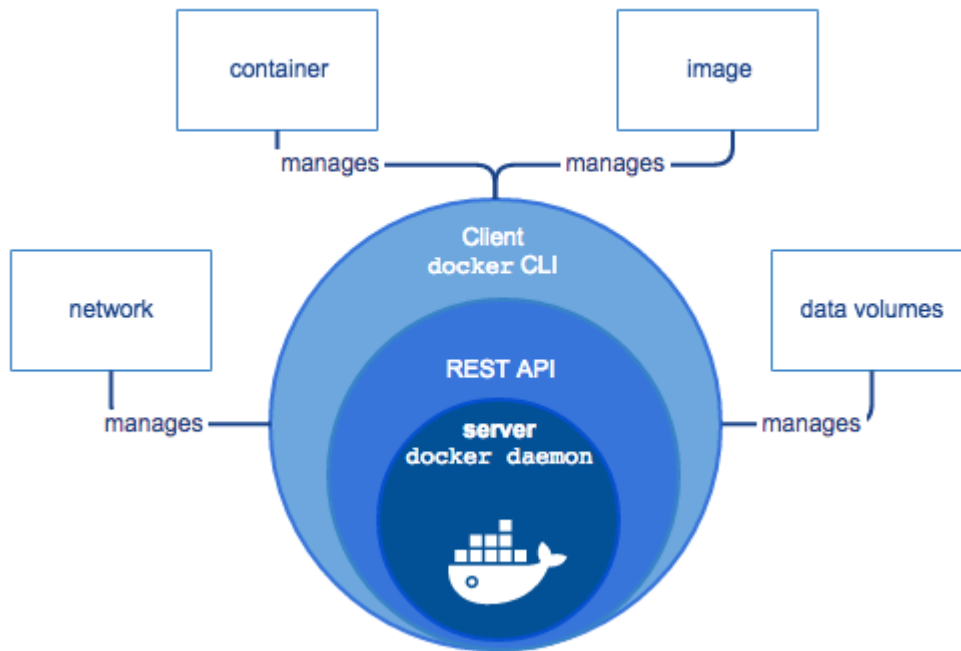 container
image
manages
manages
Client
docker CLI
network
data volumes
REST API
manages
manages
server
docker daemon